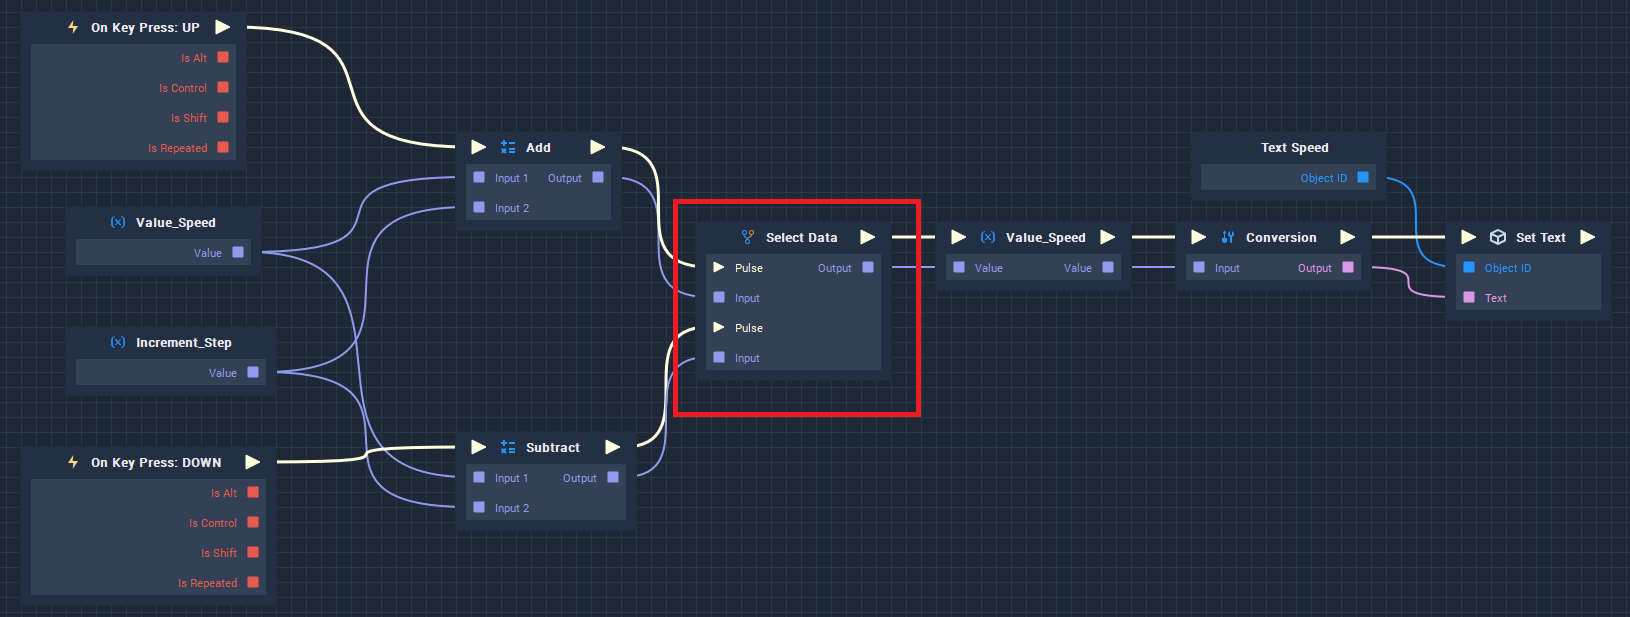 On Key Press: UP
Is Alt
Is Control
Is Shift
Is Repeated
(x) Value_Speed
Value
(x) Increment_Step
Value
On Key Press: DOWN
Is Alt
Is Control
Is Shift
Is Repeated
Add
Input 1 Output
Input 2
Subtract
Input 1 Output
Input 2
Select Data
Pulse Output
Input
Pulse
Input
(x) Value_Speed
Value Value
Conversion
Input Output
Text Speed
Object ID
Set Text
Object ID
Text